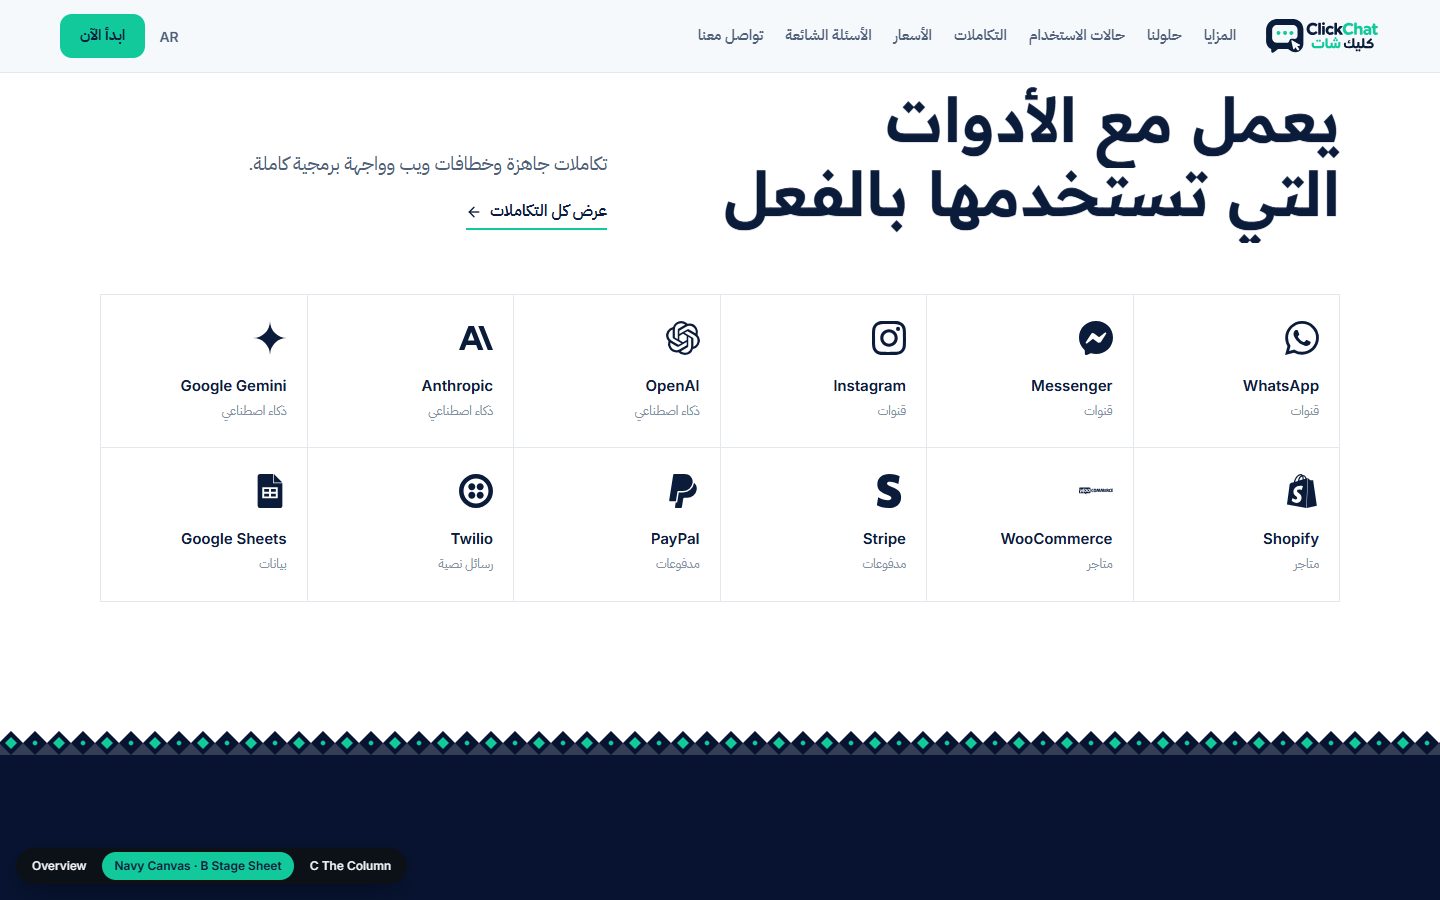 ClickChat
كليك شات
المزايا
حلولنا
حالات الاستخدام
التكاملات
الأسعار
الأسئلة الشائعة
تواصل معنا
AR
ابدأ الآن
يعمل مع الأدوات
التي تستخدمها بالفعل
تكاملات جاهزة وخطافات ويب وواجهة برمجية كاملة.
عرض كل التكاملات ←
WhatsApp
قنوات
Messenger
قنوات
Instagram
قنوات
OpenAI
ذكاء اصطناعي
Anthropic
ذكاء اصطناعي
Google Gemini
ذكاء اصطناعي
Shopify
متاجر
WOOCOMMERCE
WooCommerce
متاجر
Stripe
مدفوعات
PayPal
مدفوعات
Twilio
رسائل نصية
Google Sheets
بيانات
Overview
Navy Canvas · B Stage Sheet
C The Column